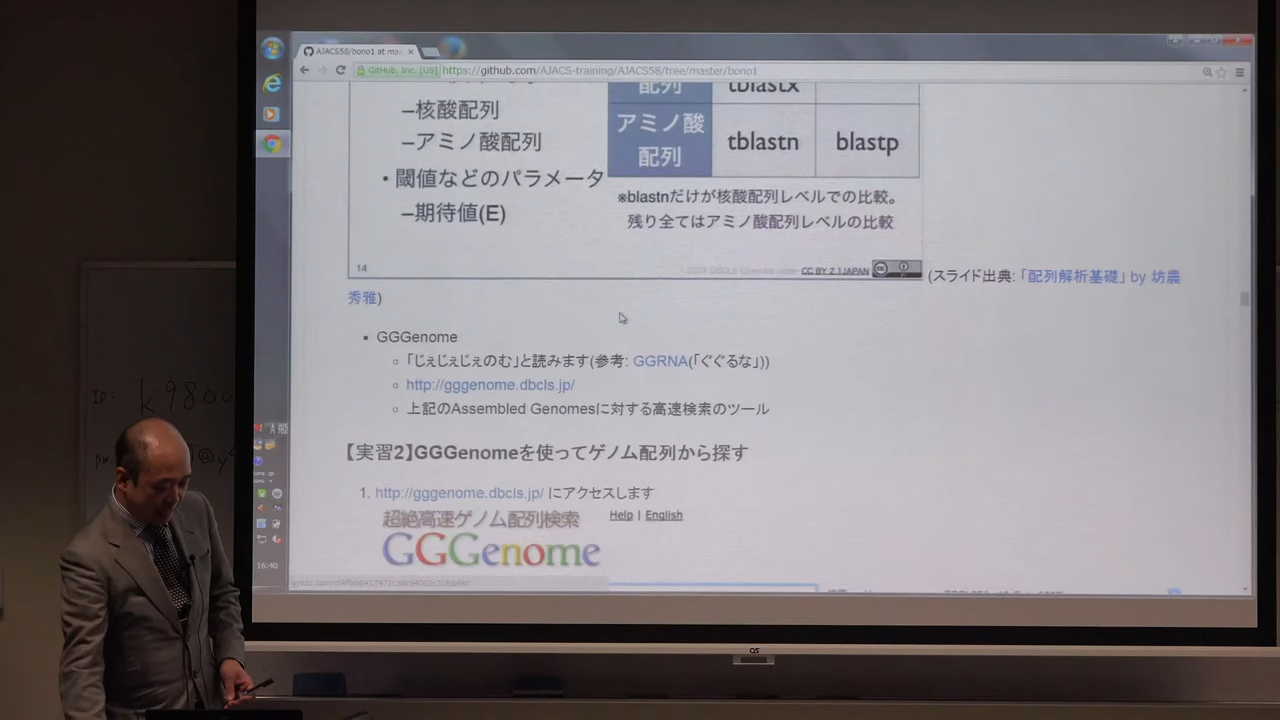 AJACS58/bono1 at mas
GitHub, Inc. [US]
https://github.com/AJACS-training/AJACS58/tree/master/bono1
配列
tblastx
–核酸配列
–アミノ酸配列
アミノ酸
配列
tblastn
blastp
・閾値などのパラメータ
–期待値(E)
※blastnだけが核酸配列レベルでの比較。
残り全てはアミノ酸配列レベルの比較
14
CC BY 2.1JAPAN
(スライド出典: 「配列解析基礎」 by 坊農
秀雅)
GGGenome
「じぇじぇじぇのむ」と読みます(参考: GGRNA(「ぐぐるな」))
http://gggenome.dbcls.jp/
上記のAssembled Genomesに対する高速検索のツール
【実習2】GGGenomeを使ってゲノム配列から探す
1. http://gggenome.dbcls.jp/ にアクセスします
超絶高速ゲノム配列検索
Help | English
GGGenome
16:40
ID: k9800
pw.